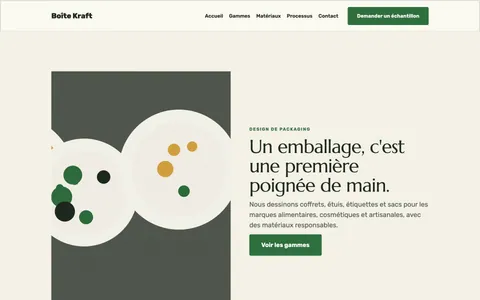 Boîte Kraft
Accueil Gammes Matériaux Processus Contact Demander un échantillon
DESIGN DE PACKAGING
Un emballage, c'est
une première
poignée de main.
Nous dessinons coffrets, étuis, étiquettes et sacs pour les
marques alimentaires, cosmétiques et artisanales, avec
des matériaux responsables.
Voir les gammes